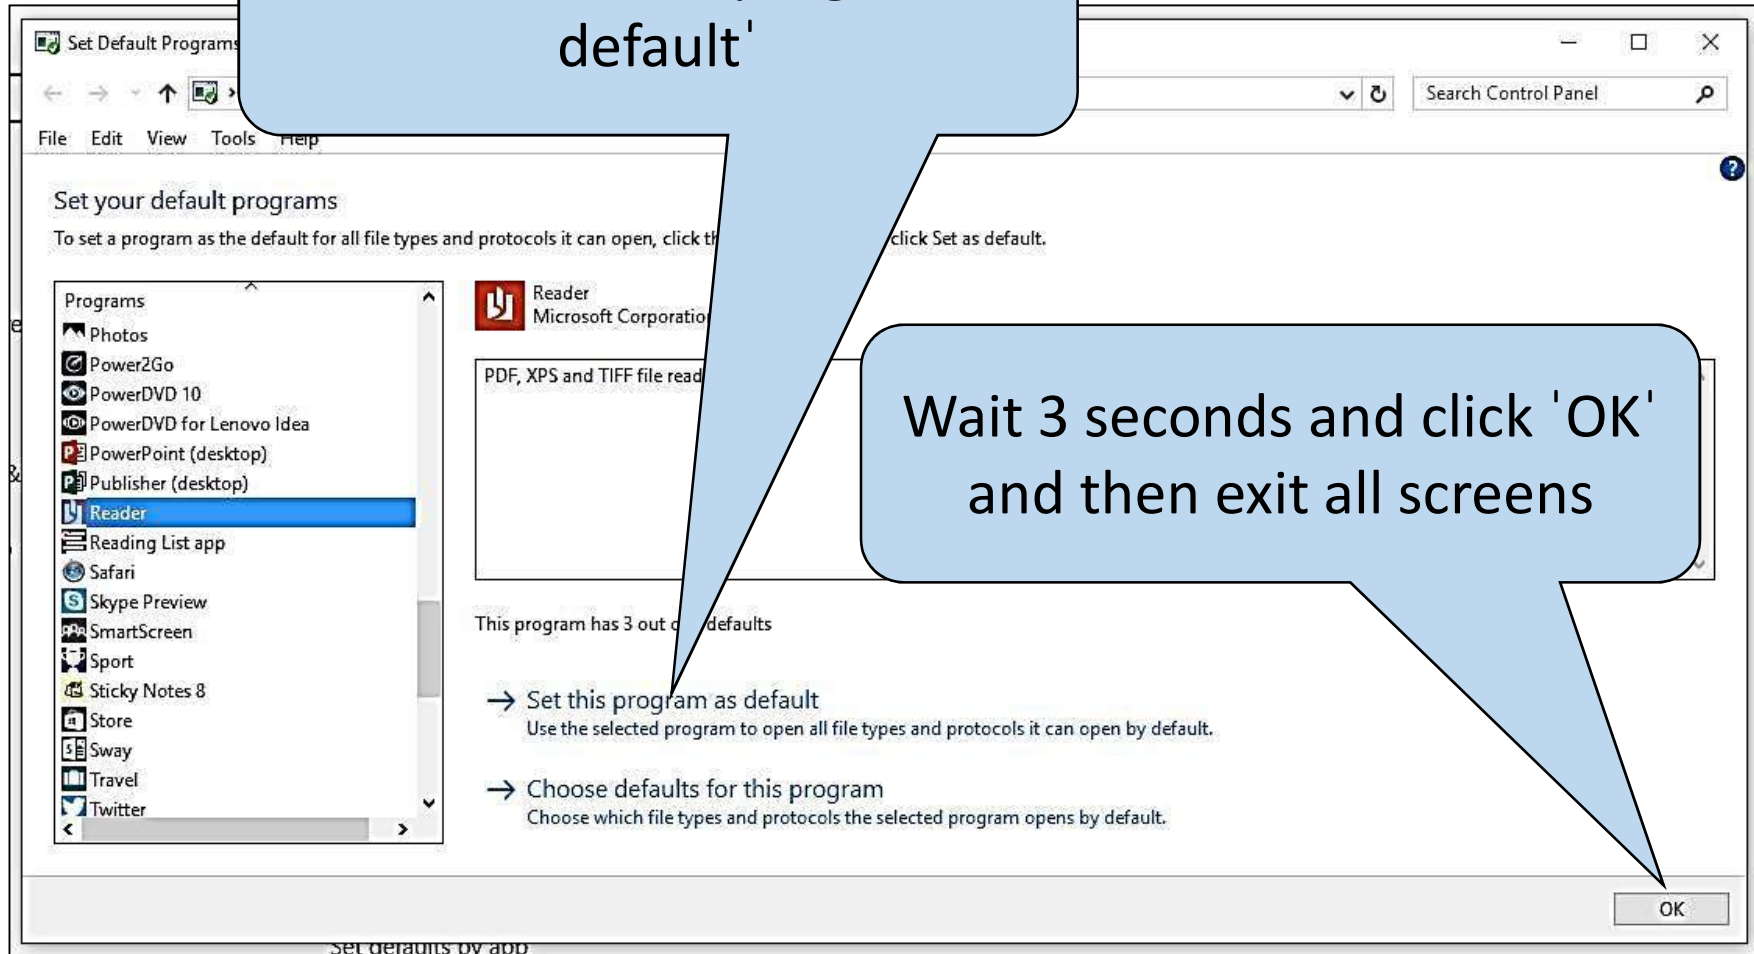 default'
Set Default Programs
Search Control Panel
File Edit View Tools Help
Set your default programs
To set a program as the default for all file types and protocols it can open, click click Set as default.
Programs
Photos
Power2Go
PowerDVD 10
PowerDVD for Lenovo Idea
PowerPoint (desktop)
Publisher (desktop)
Reader
Reading List app
Safari
Skype Preview
SmartScreen
Sport
Sticky Notes 8
Store
Sway
Travel
Twitter
Reader
Microsoft Corporation
PDF, XPS and TIFF file
Wait 3 seconds and click 'OK'
and then exit all screens
This program has 3 out defaults
→ Set this program as default
Use the selected program to open all file types and protocols it can open by default.
→ Choose defaults for this program
Choose which file types and protocols the selected program opens by default.
OK
Set defaults by app